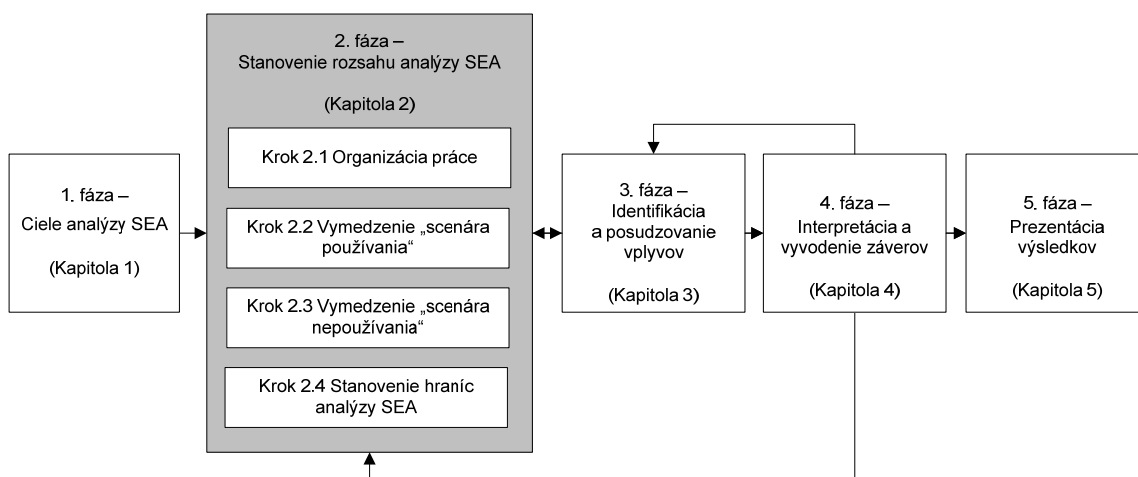 1. fáza –
Ciele analýzy SEA
(Kapitola 1)
2. fáza –
Stanovenie rozsahu analýzy SEA
(Kapitola 2)
Krok 2.1 Organizácia práce
Krok 2.2 Vymedzenie „scenára
používania“
Krok 2.3 Vymedzenie „scenára
nepoužívania“
Krok 2.4 Stanovenie hraníc
analýzy SEA
3. fáza –
Identifikácia
a posudzovanie
vplyvov
(Kapitola 3)
4. fáza –
Interpretácia a
vyvodenie záverov
(Kapitola 4)
5. fáza –
Prezentácia
výsledkov
(Kapitola 5)